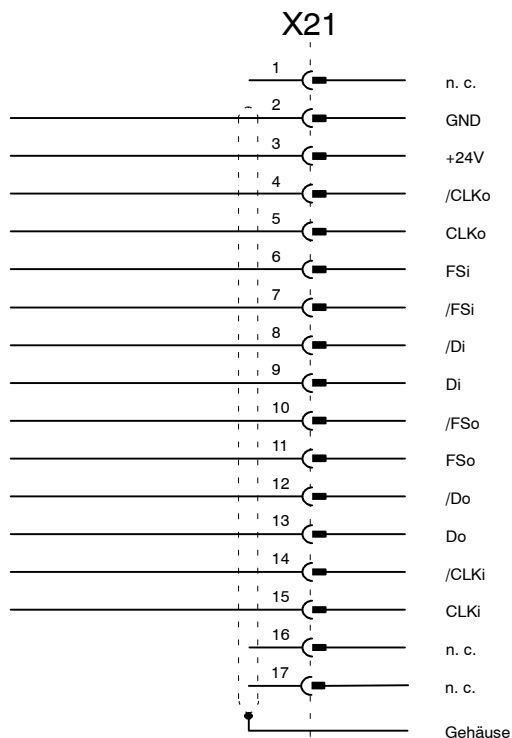 X21
1 n. c.
2 GND
3 +24V
4 /CLKo
5 CLKo
6 FSi
7 /FSi
8 /Di
9 Di
10 /FSo
11 FSo
12 /Do
13 Do
14 /CLKi
15 CLKi
16 n. c.
17 n. c.
Gehäuse